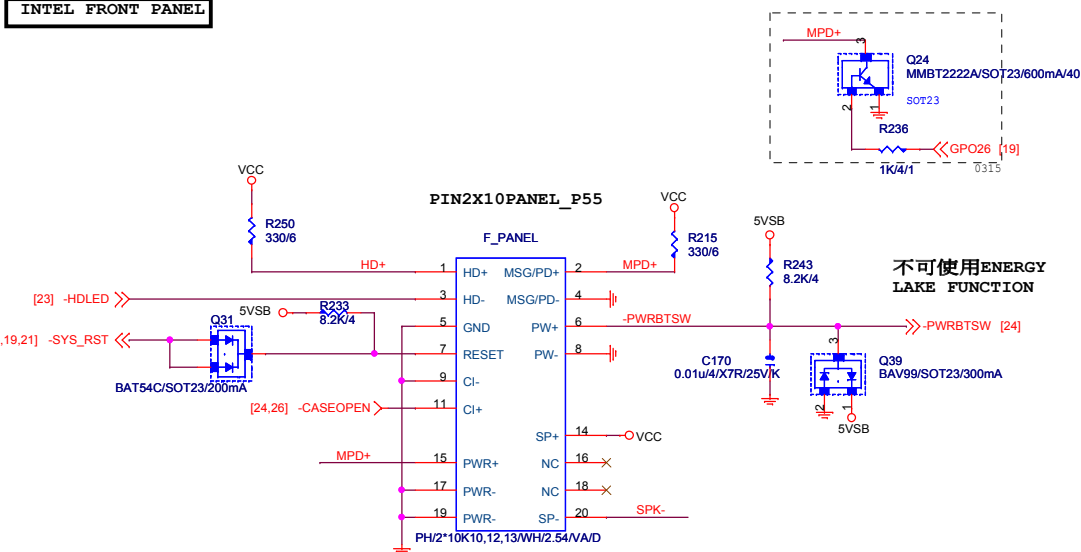 INTEL FRONT PANEL
MPD+
3
Q24
MMBT2222A/SOT23/600mA/40
SOT23
2
1
R236
GPO26 [19]
1K/4/1
0315
VCC
R250
330/6
PIN2X10PANEL_P55
F_PANEL
VCC
R215
330/6
5VSB
R243
8.2K/4
不可使用ENERGY
LAKE FUNCTION
HD+
1
HD+
MSG/PD+
2
MPD+
[23] -HDLED
3
HD-
MSG/PD-
4
5VSB
R233
8.2K/4
5
GND
PW+
6
-PWRBTSW
-PWRBTSW [24]
,19,21] -SYS_RST
Q31
7
RESET
PW-
8
BAT54C/SOT23/200mA
9
CI-
C170
0.01u/4/X7R/25V/K
3
Q39
BAV99/SOT23/300mA
2
1
5VSB
[24,26] -CASEOPEN
11
CI+
SP+
14
VCC
MPD+
15
PWR+
NC
16
17
PWR-
NC
18
19
PWR-
SP-
20
SPK-
PH/2*10K10,12,13/WH/2.54/VA/D